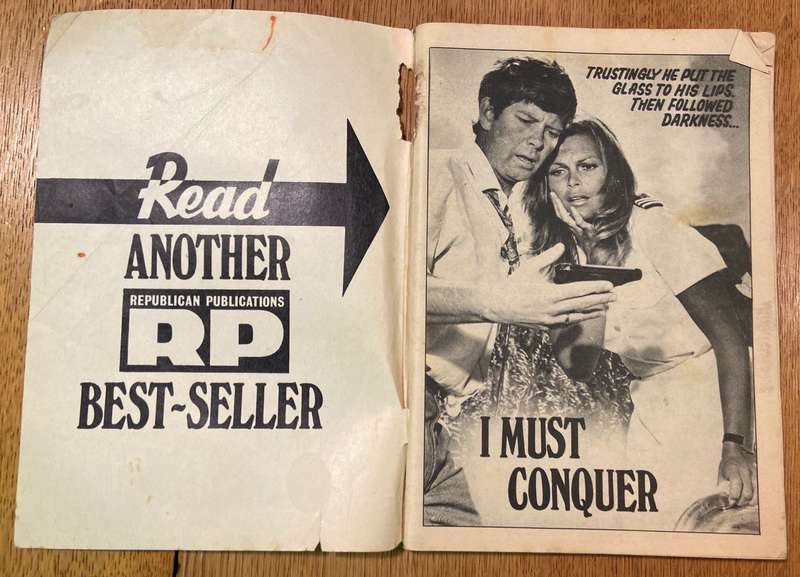 Read
ANOTHER
REPUBLICAN PUBLICATIONS
RP
BEST~SELLER
TRUSTINGLY HE PUT THE
GLASS TO HIS LIPS.
THEN FOLLOWED
DARKNESS...
I MUST
CONQUER